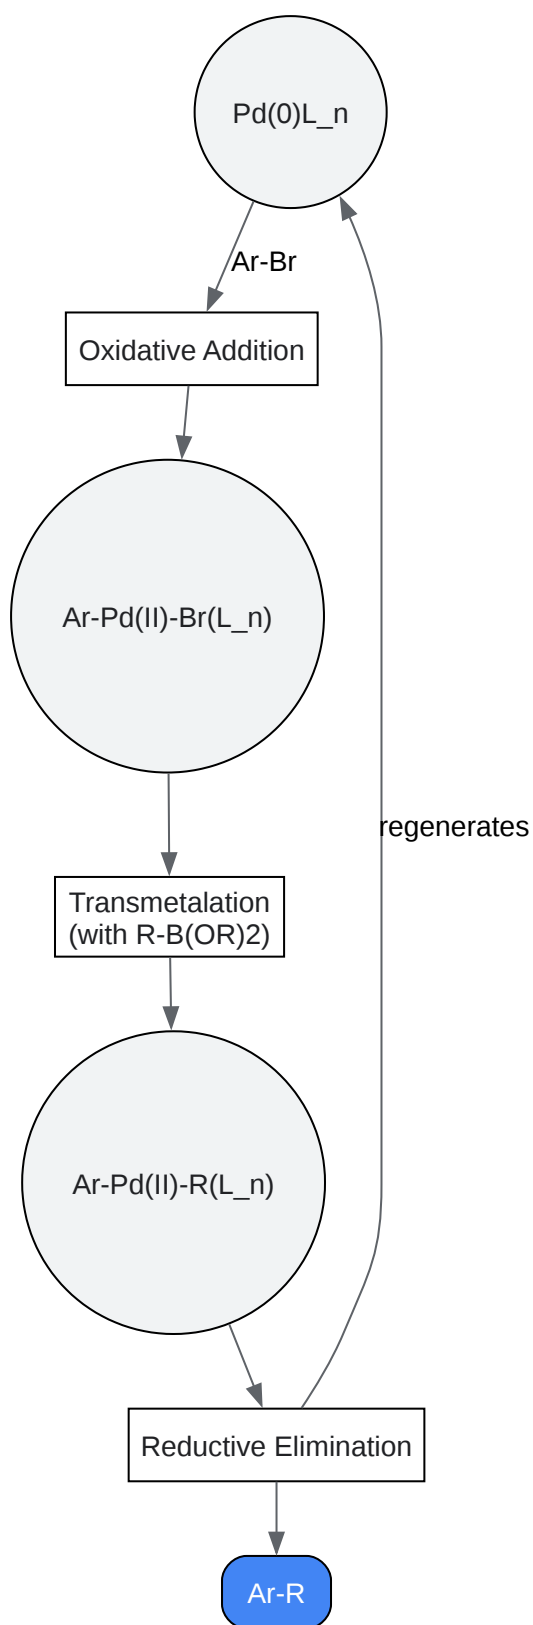 Pd(0)L_n
Ar-Br
Oxidative Addition
Ar-Pd(II)-Br(L_n)
regenerates
Transmetalation
(with R-B(OR)2)
Ar-Pd(II)-R(L_n)
Reductive Elimination
Ar-R